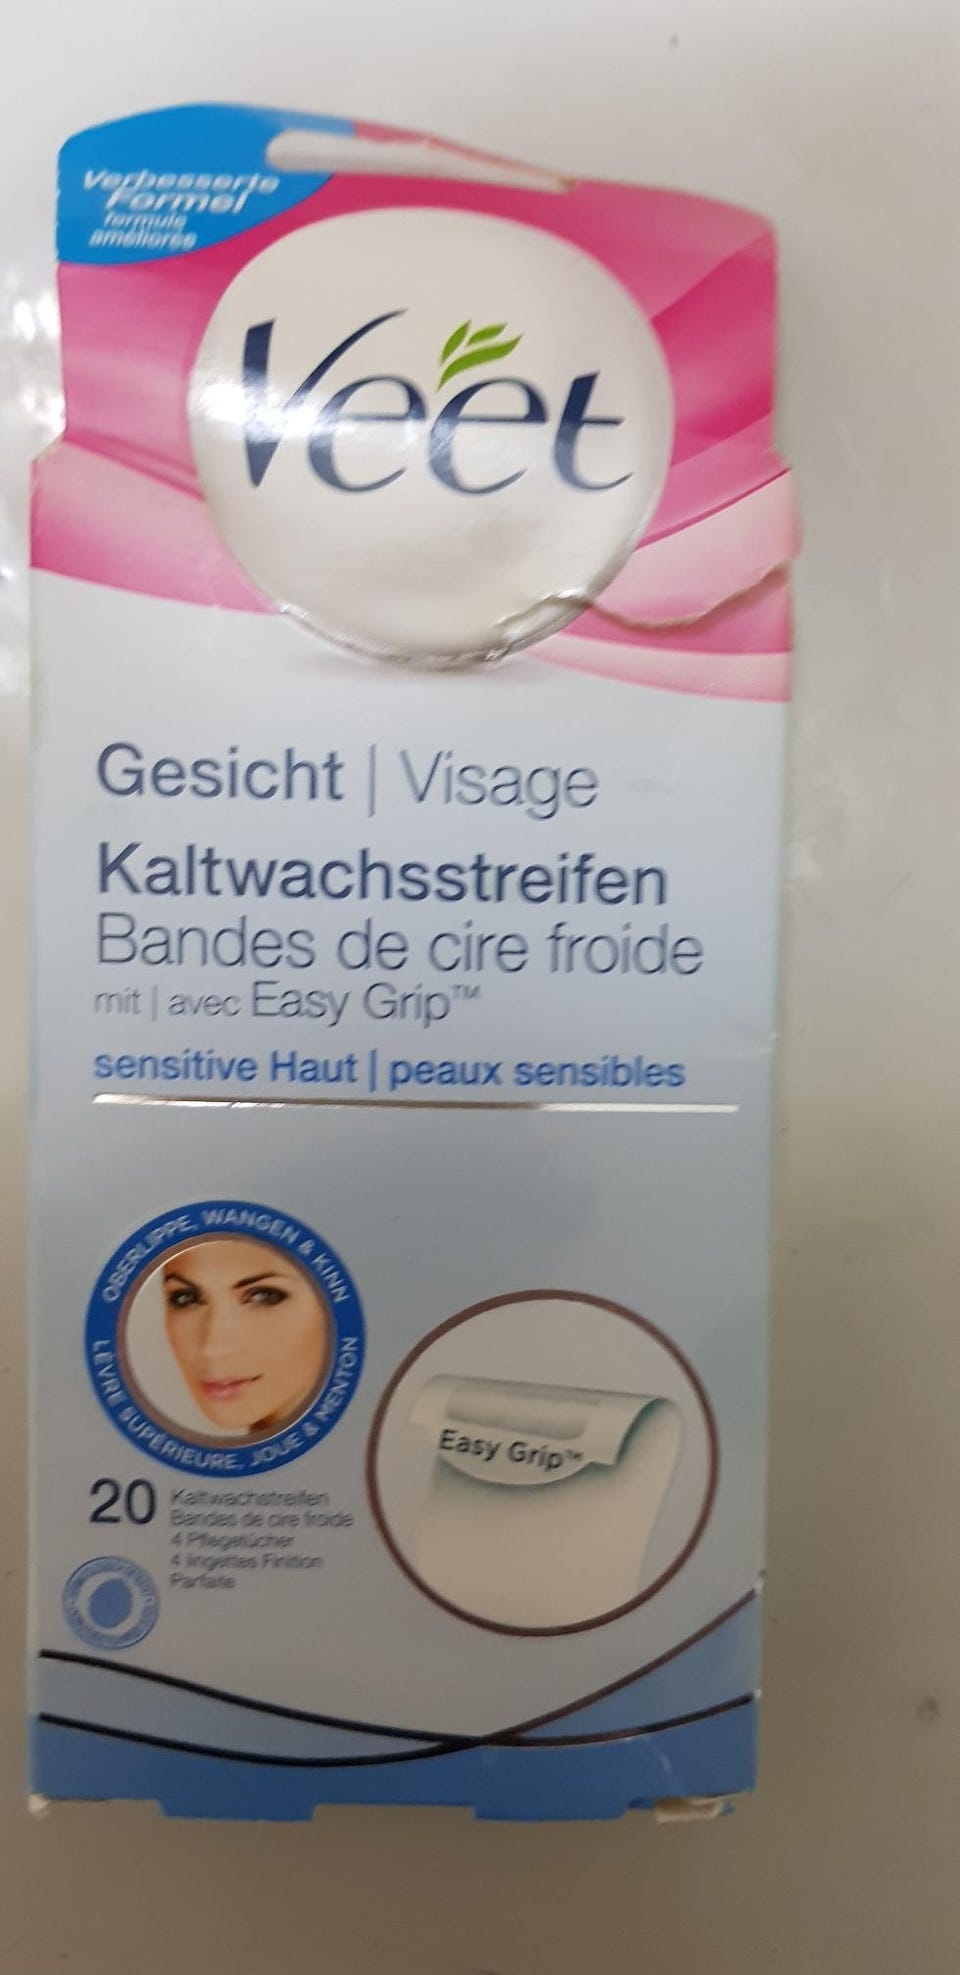 Verbesserte
Formel
formule
améliorée
Veet
Gesicht | Visage
Kaltwachsstreifen
Bandes de cire froide
mit | avec Easy Grip™
sensitive Haut | peaux sensibles
OBERLIPPE, WANGEN & KINN
LÈVRE SUPÉRIEURE, JOUE & MENTON
Easy Grip™
20 Kaltwachstreifen
Bandes de cire froide
4 Pflegetücher
4 lingettes Finition
Parfaite